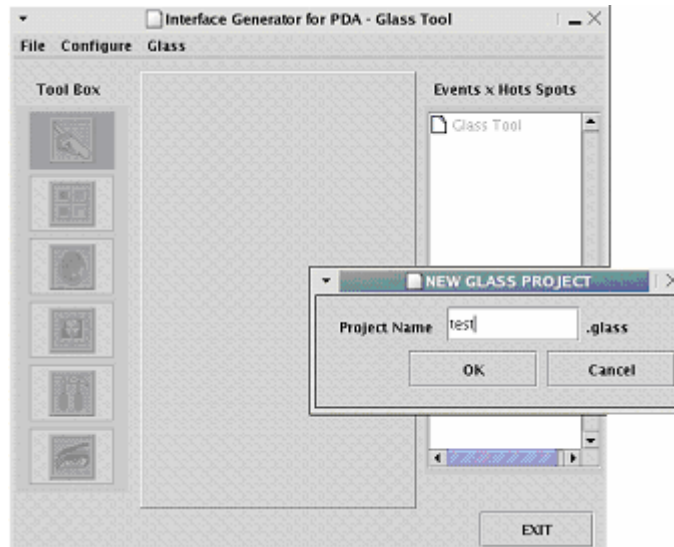 Interface Generator for PDA - Glass Tool
File Configure Glass
Tool Box
Events x Hots Spots
Glass Tool
NEW GLASS PROJECT
Project Name test .glass
OK Cancel
EXIT